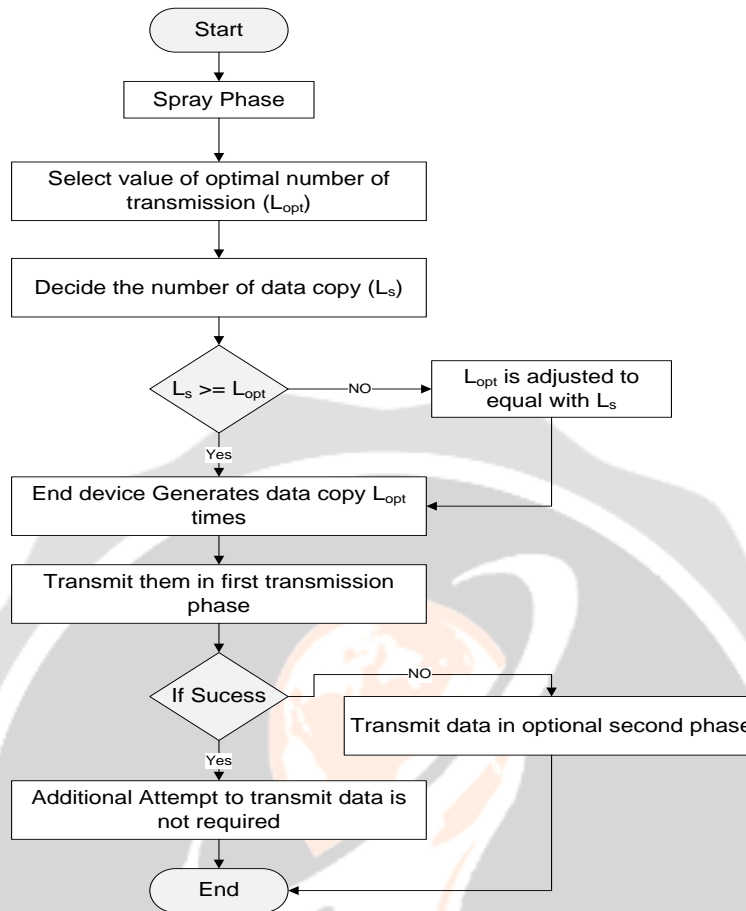 Start
Spray Phase
Select value of optimal number of
transmission (Lopt)
Decide the number of data copy (Ls)
Ls >= Lopt
NO
Lopt is adjusted to
equal with Ls
Yes
End device Generates data copy Lopt
times
Transmit them in first transmission
phase
If Sucess
NO
Transmit data in optional second phase
Yes
Additional Attempt to transmit data is
not required
End